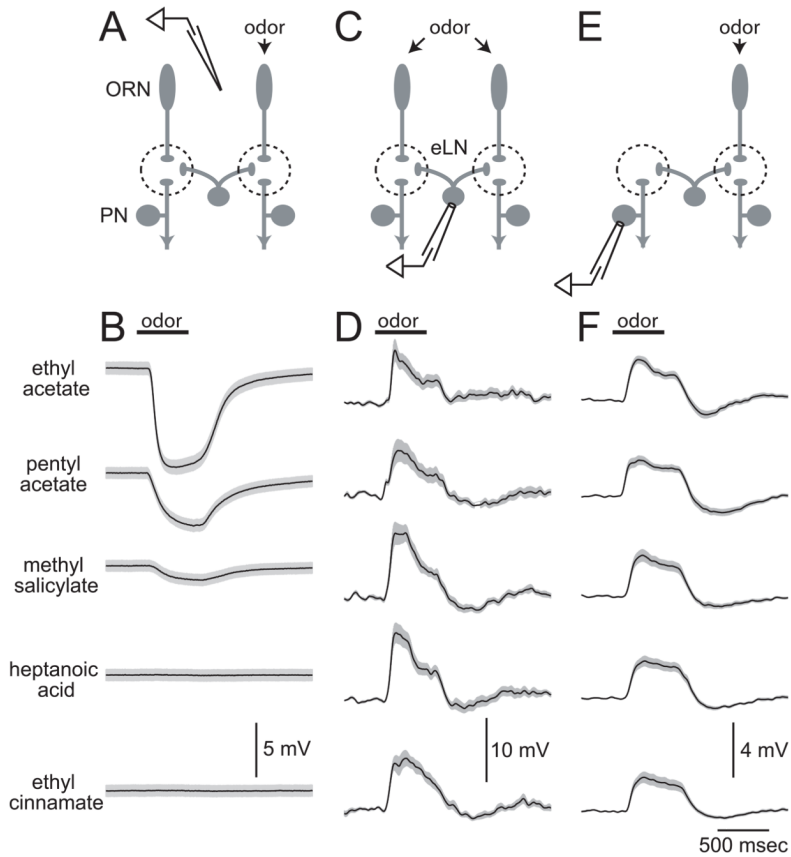 A
odor
C
odor
E
odor
ORN
eLN
PN
B
odor
D
odor
F
odor
ethyl
acetate
pentyl
acetate
methyl
salicylate
heptanoic
acid
5 mV
10 mV
4 mV
ethyl
cinnamate
500 msec